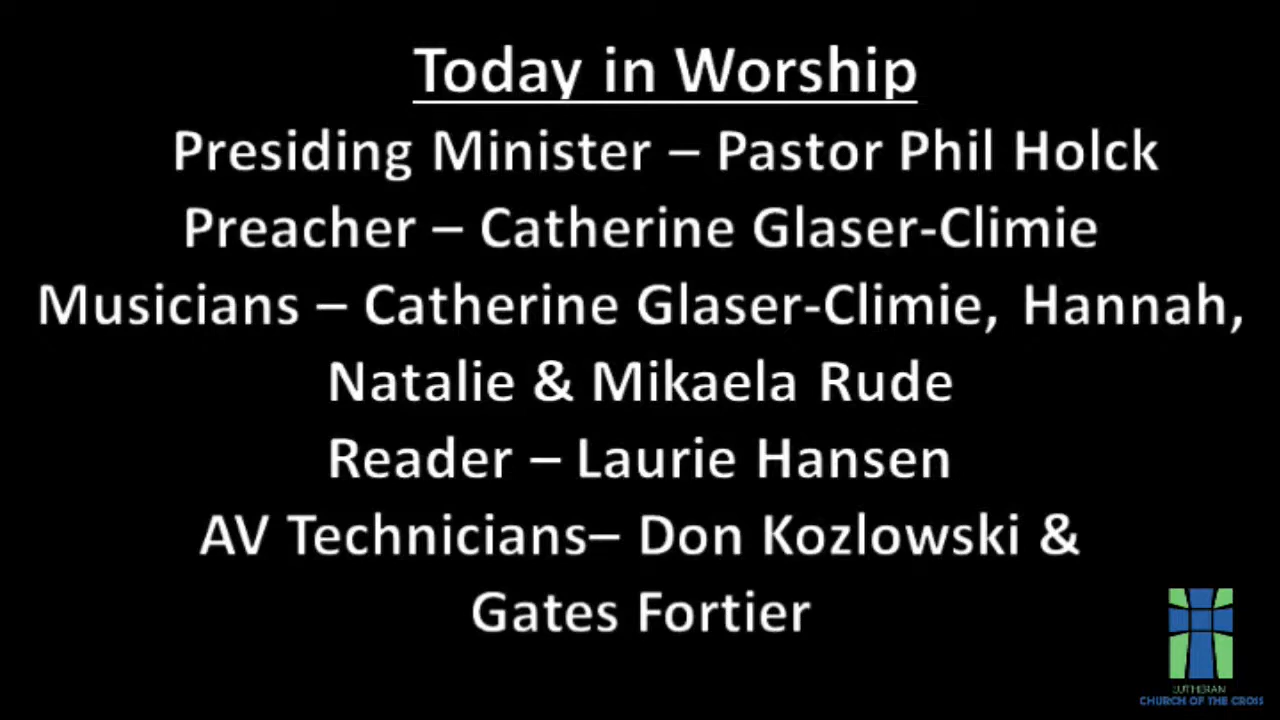 Today in Worship
Presiding Minister – Pastor Phil Holck
Preacher – Catherine Glaser-Climie
Musicians – Catherine Glaser-Climie, Hannah,
Natalie & Mikaela Rude
Reader – Laurie Hansen
AV Technicians– Don Kozlowski &
Gates Fortier
LUTHERAN
CHURCH OF THE CROSS